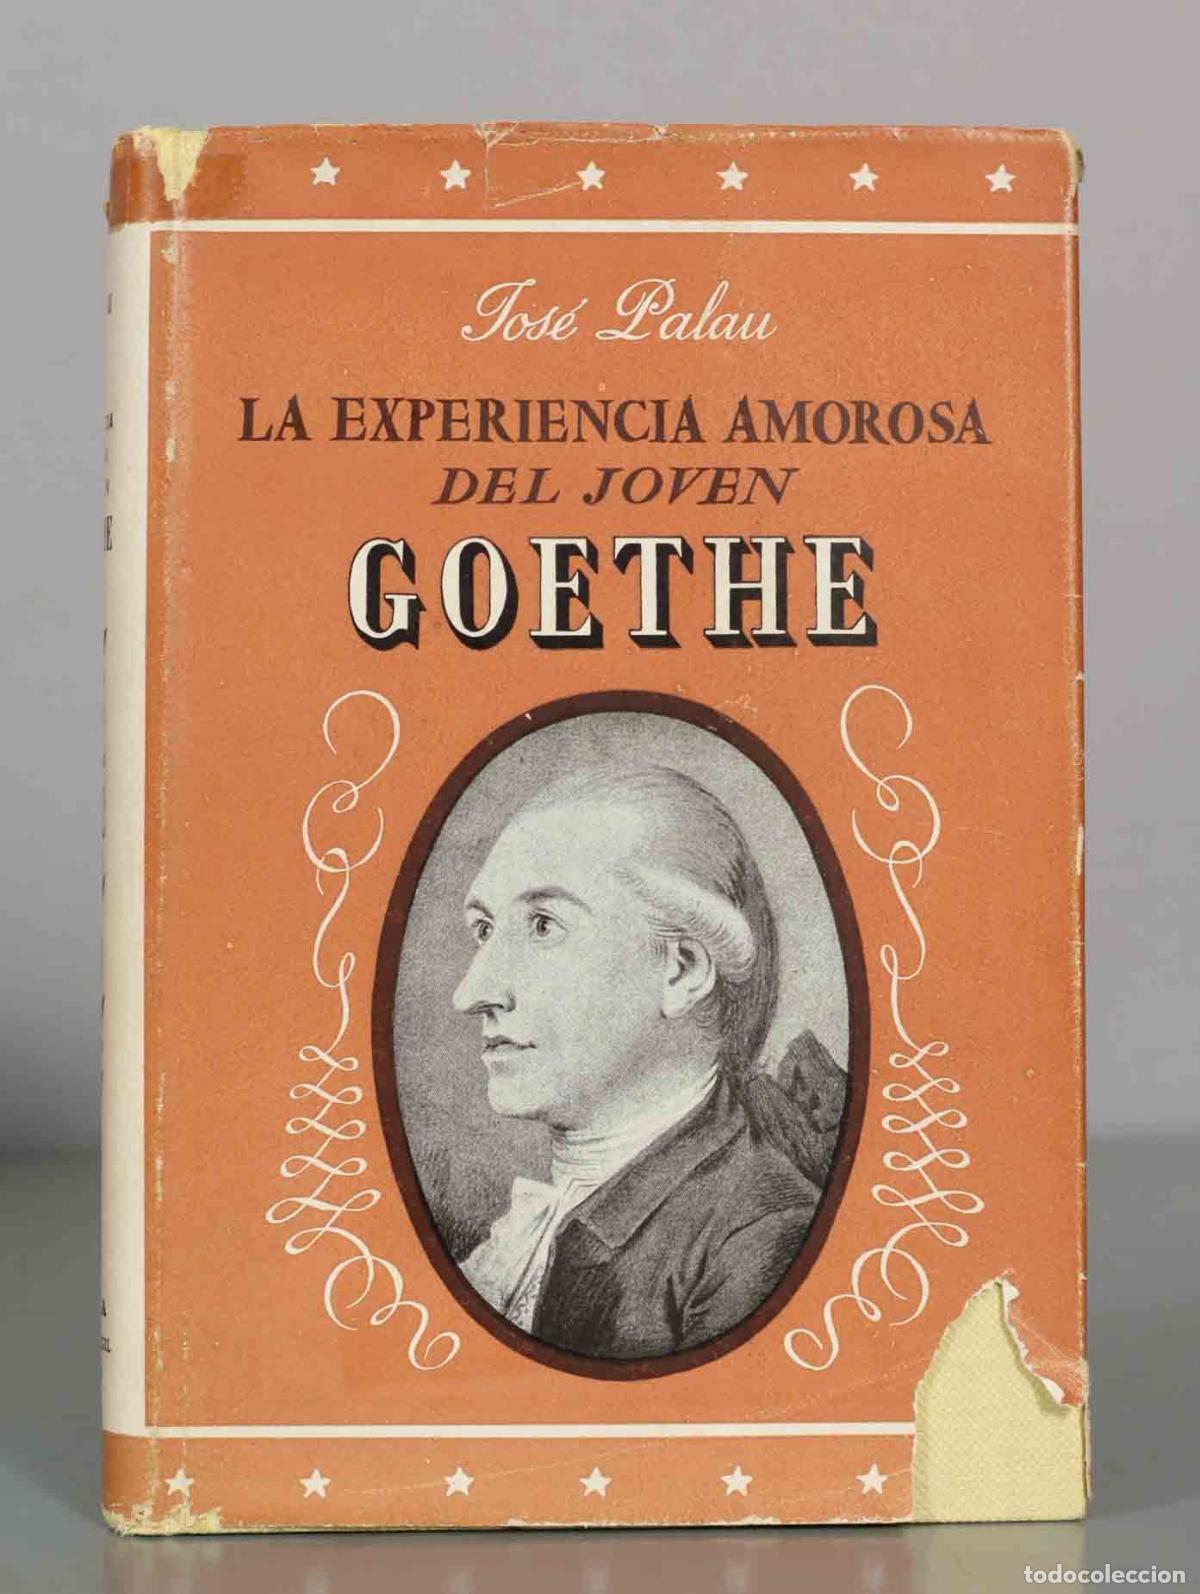 José Palau
LA EXPERIENCIA AMOROSA
DEL JOVEN
GOETHE
todocoleccion